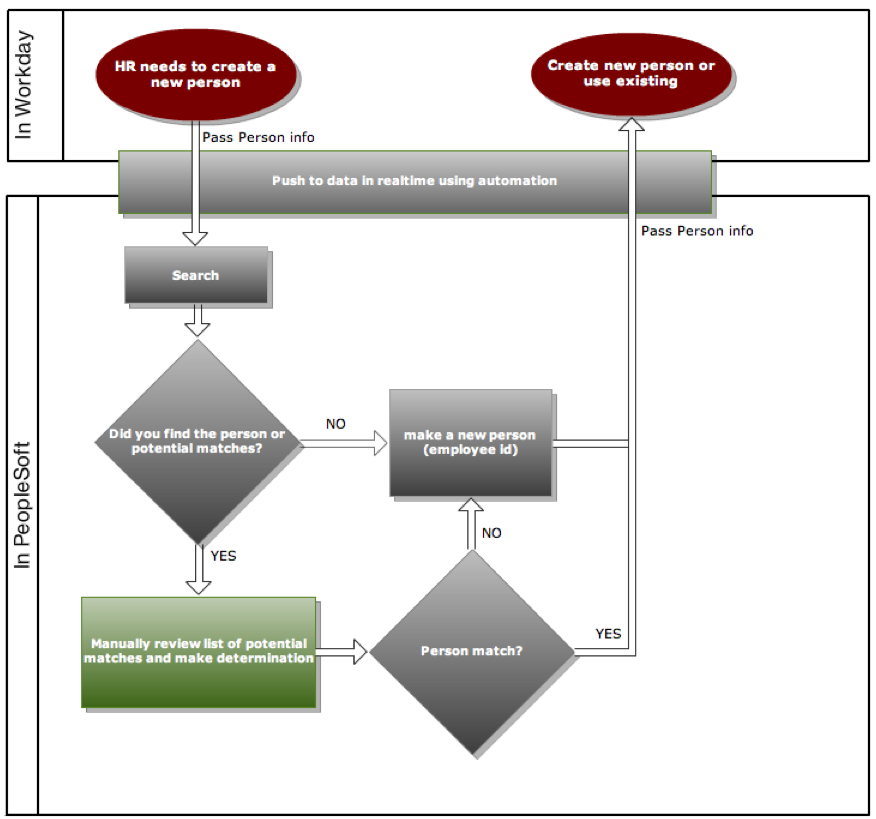 In Workday
HR needs to create a
new person
Create new person or
use existing
Pass Person info
Push to data in realtime using automation
Pass Person info
In PeopleSoft
Search
Did you find the person or
potential matches?
NO
make a new person
(employee id)
YES
NO
Manually review list of potential
matches and make determination
Person match?
YES